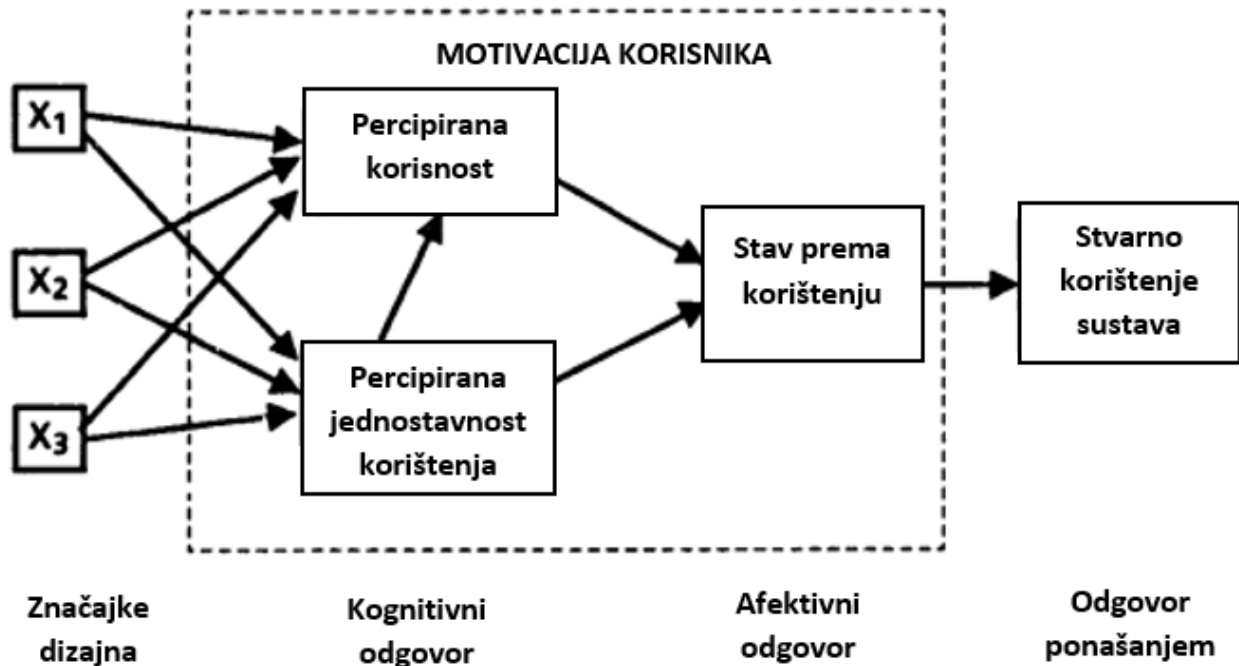 MOTIVACIJA KORISNIKA
X1
X2
X3
Percipirana
korisnost
Percipirana
jednostavnost
korištenja
Stav prema
korištenju
Stvarno
korištenje
sustava
Značajke
dizajna
Kognitivni
odgovor
Afektivni
odgovor
Odgovor
ponašanjem